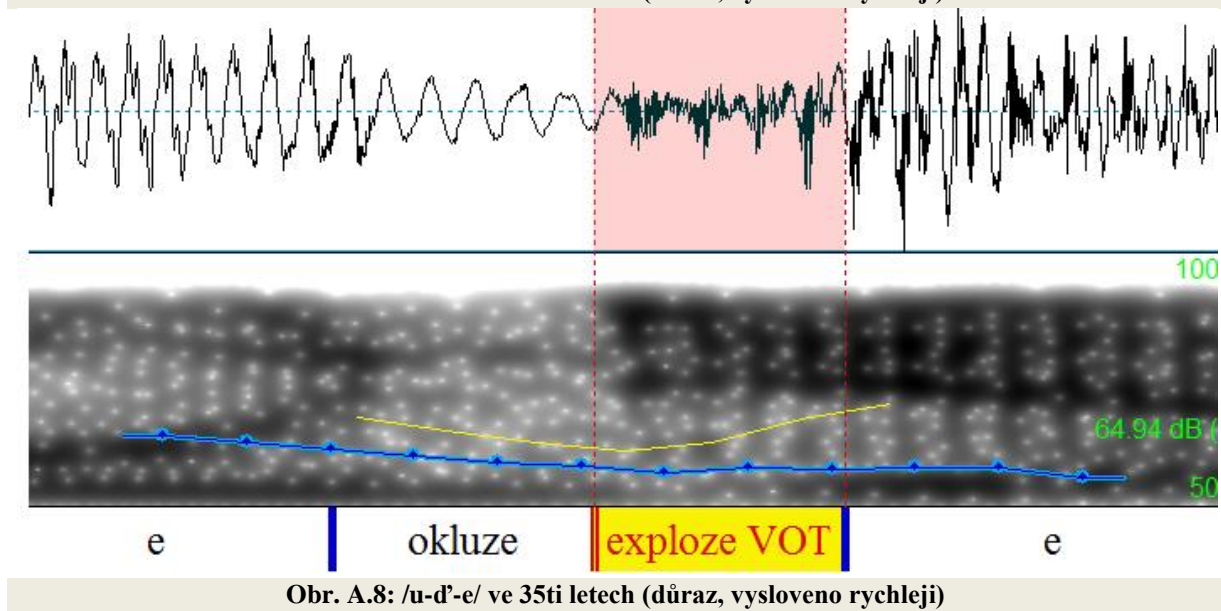 100
64.94 dB (
50
e okluze exploze VOT e
Obr. A.8: /u-ď-e/ ve 35ti letech (důraz, vysloveno rychleji)